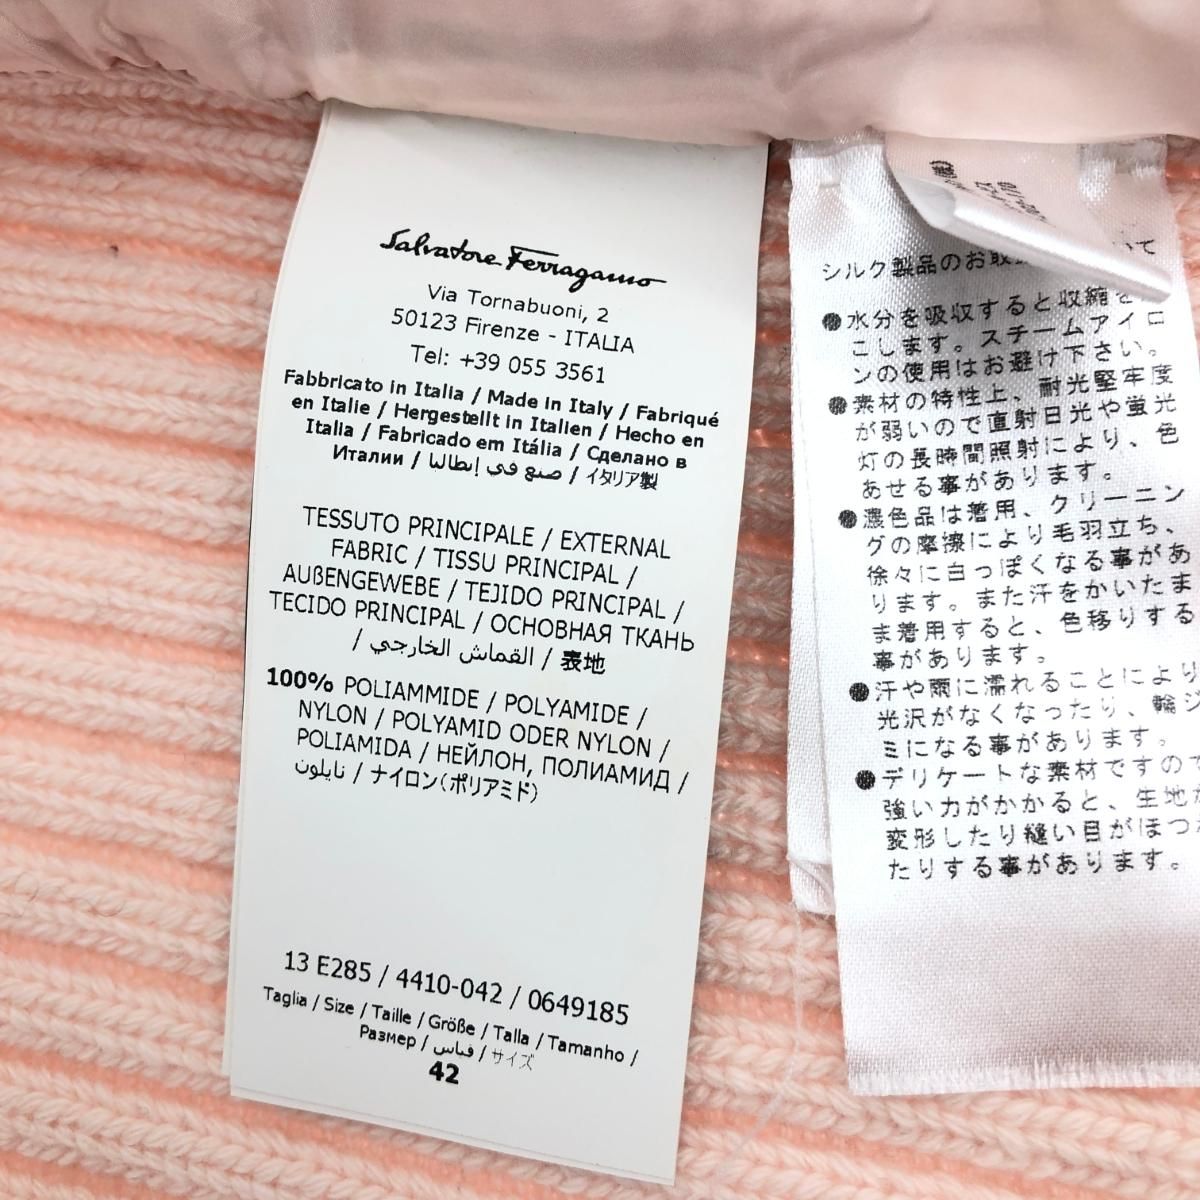 Salvatore Ferragamo
Via Tornabuoni, 2
50123 Firenze - ITALIA
Tel: +39 055 3561
Fabbricato in Italia / Made in Italy / Fabriqué
en Italie / Hergestellt in Italien / Hecho en
Italia / Fabricado em Itália / Сделано в
Италии / صنع في إيطاليا / イタリア製
TESSUTO PRINCIPALE / EXTERNAL
FABRIC / TISSU PRINCIPAL /
AUßENGEWEBE / TEJIDO PRINCIPAL /
TECIDO PRINCIPAL / ОСНОВНАЯ ТКАНЬ
/ القماش الخارجي / 表地
100% POLIAMMIDE / POLYAMIDE /
NYLON / POLYAMID ODER NYLON /
POLIAMIDA / НЕЙЛОН, ПОЛИАМИД /
نايلون / ナイロン(ポリアミド)
13 E285 / 4410-042 / 0649185
Taglia / Size / Taille / Größe / Talla / Tamanho /
Размер / قياس / サイズ
42
シルク製品のお取 いて
●水分を吸収すると収縮を
こします。スチームアイロ
ンの使用はお避け下さい。
●素材の特性上、耐光堅牢度
が弱いので直射日光や蛍光
灯の長時間照射により、色
あせる事があります。
●濃色品は着用、クリーニン
グの摩擦により毛羽立ち、
徐々に白っぽくなる事があ
ります。また汗をかいたま
ま着用すると、色移りする
事があります。
●汗や雨に濡れることにより
光沢がなくなったり、輪ジ
ミになる事があります。
●デリケートな素材ですので
強い力がかかると、生地が
変形したり縫い目がほつ
たりする事があります。